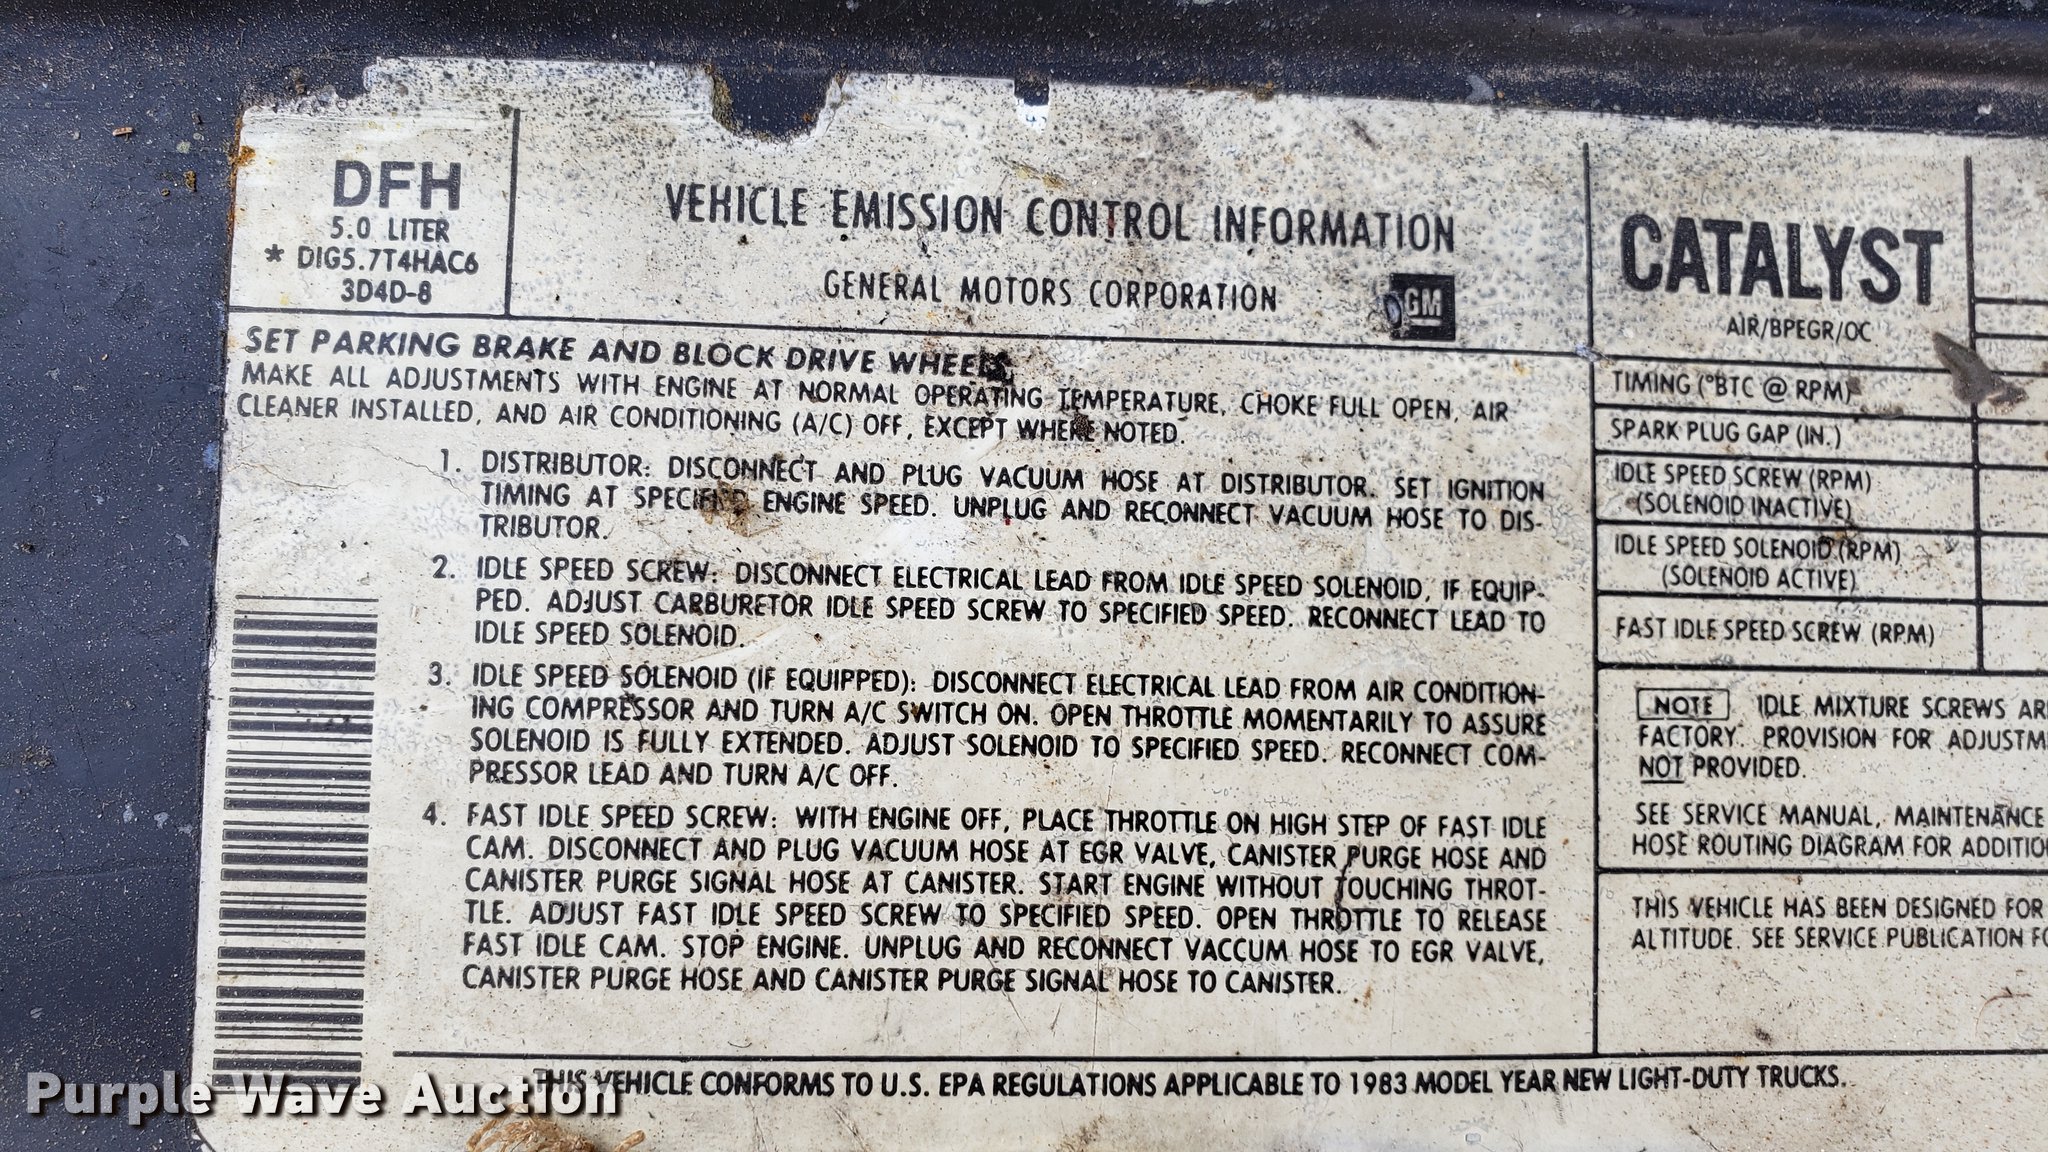 DFH
5.0 LITER
* DIG5.7T4HAC6
3D4D-8
VEHICLE EMISSION CONTROL INFORMATION
GENERAL MOTORS CORPORATION
GM
CATALYST
AIR/BPEGR/OC
SET PARKING BRAKE AND BLOCK DRIVE WHEELS
MAKE ALL ADJUSTMENTS WITH ENGINE AT NORMAL OPERATING TEMPERATURE, CHOKE FULL OPEN, AIR
CLEANER INSTALLED, AND AIR CONDITIONING (A/C) OFF, EXCEPT WHERE NOTED.
1. DISTRIBUTOR: DISCONNECT AND PLUG VACUUM HOSE AT DISTRIBUTOR. SET IGNITION
TIMING AT SPECIFIED ENGINE SPEED. UNPLUG AND RECONNECT VACUUM HOSE TO DIS-
TRIBUTOR.
2. IDLE SPEED SCREW: DISCONNECT ELECTRICAL LEAD FROM IDLE SPEED SOLENOID, IF EQUIP-
PED. ADJUST CARBURETOR IDLE SPEED SCREW TO SPECIFIED SPEED. RECONNECT LEAD TO
IDLE SPEED SOLENOID.
3. IDLE SPEED SOLENOID (IF EQUIPPED): DISCONNECT ELECTRICAL LEAD FROM AIR CONDITION-
ING COMPRESSOR AND TURN A/C SWITCH ON. OPEN THROTTLE MOMENTARILY TO ASSURE
SOLENOID IS FULLY EXTENDED. ADJUST SOLENOID TO SPECIFIED SPEED. RECONNECT COM-
PRESSOR LEAD AND TURN A/C OFF.
4. FAST IDLE SPEED SCREW: WITH ENGINE OFF, PLACE THROTTLE ON HIGH STEP OF FAST IDLE
CAM. DISCONNECT AND PLUG VACUUM HOSE AT EGR VALVE, CANISTER PURGE HOSE AND
CANISTER PURGE SIGNAL HOSE AT CANISTER. START ENGINE WITHOUT TOUCHING THROT-
TLE. ADJUST FAST IDLE SPEED SCREW TO SPECIFIED SPEED. OPEN THROTTLE TO RELEASE
FAST IDLE CAM. STOP ENGINE. UNPLUG AND RECONNECT VACCUM HOSE TO EGR VALVE,
CANISTER PURGE HOSE AND CANISTER PURGE SIGNAL HOSE TO CANISTER.
TIMING (°BTC @ RPM)
SPARK PLUG GAP (IN.)
IDLE SPEED SCREW (RPM)
(SOLENOID INACTIVE)
IDLE SPEED SOLENOID (RPM)
(SOLENOID ACTIVE)
FAST IDLE SPEED SCREW (RPM)
NOTE IDLE MIXTURE SCREWS AR
FACTORY. PROVISION FOR ADJUSTM
NOT PROVIDED.
SEE SERVICE MANUAL, MAINTENANCE
HOSE ROUTING DIAGRAM FOR ADDITIO
THIS VEHICLE HAS BEEN DESIGNED FOR
ALTITUDE. SEE SERVICE PUBLICATION FO
THIS VEHICLE CONFORMS TO U.S. EPA REGULATIONS APPLICABLE TO 1983 MODEL YEAR NEW LIGHT-DUTY TRUCKS.
Purple Wave Auction